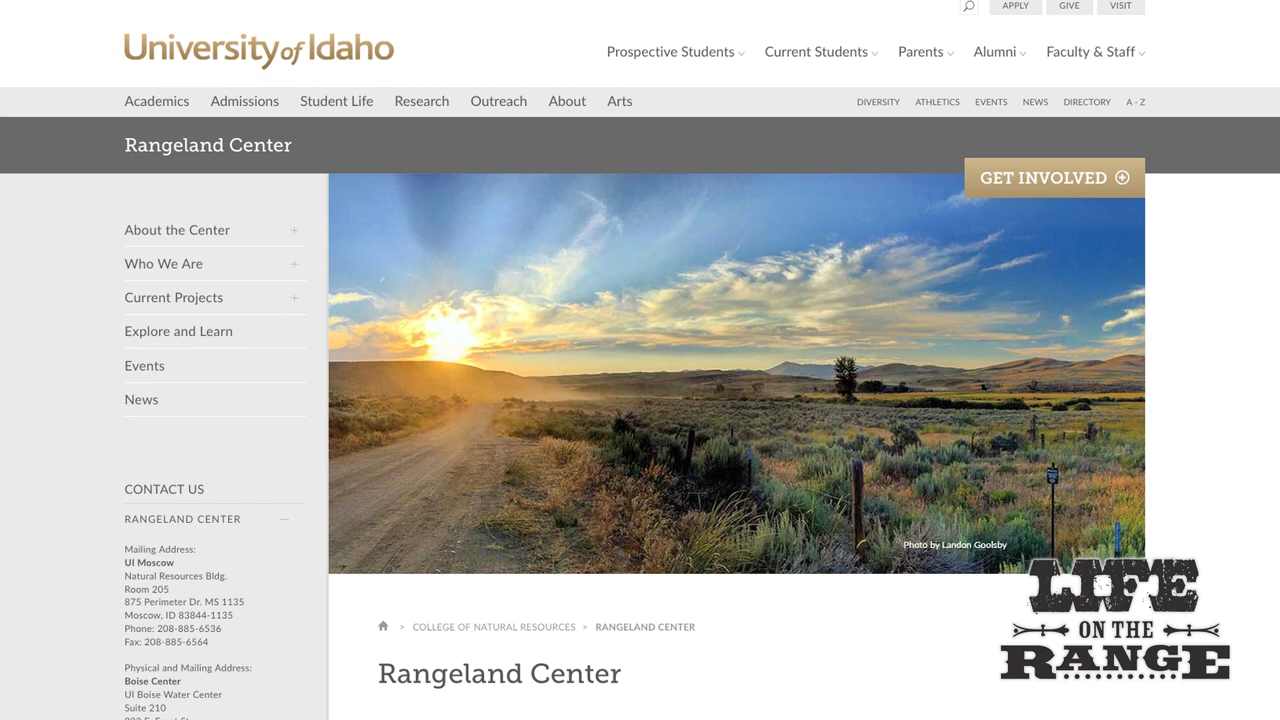 APPLY
GIVE
VISIT
University of Idaho
Prospective Students
Current Students
Parents
Alumni
Faculty & Staff
Academics
Admissions
Student Life
Research
Outreach
About
Arts
DIVERSITY
ATHLETICS
EVENTS
NEWS
DIRECTORY
A - Z
Rangeland Center
GET INVOLVED
About the Center
Who We Are
Current Projects
Explore and Learn
Events
News
CONTACT US
RANGELAND CENTER
Mailing Address:
UI Moscow
Natural Resources Bldg.
Room 205
875 Perimeter Dr. MS 1135
Moscow, ID 83844-1135
Phone: 208-885-6536
Fax: 208-885-6564
Physical and Mailing Address:
Boise Center
UI Boise Water Center
Suite 210
Photo by Landon Goolsby
> COLLEGE OF NATURAL RESOURCES > RANGELAND CENTER
Rangeland Center
LIFE
ON THE
RANGE